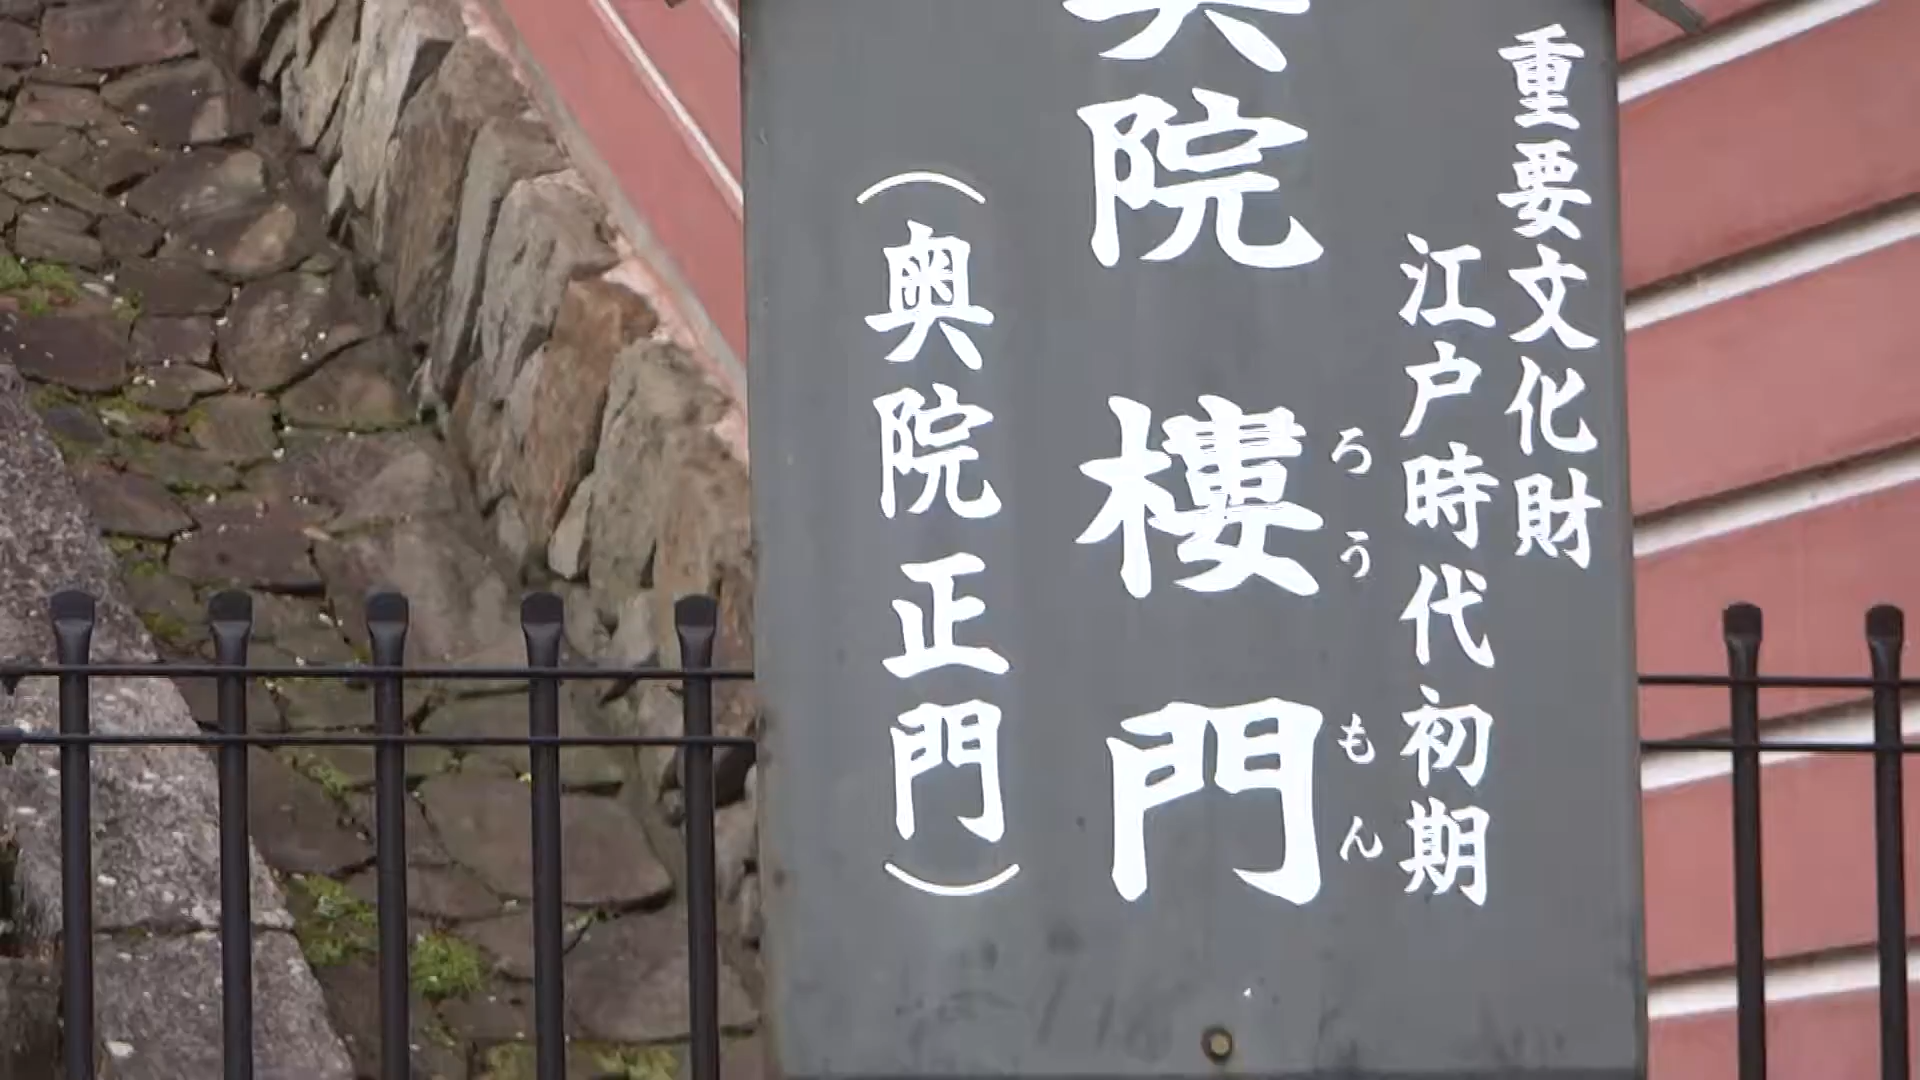 重要文化財
江戸時代初期
奥院樓門
ろうもん
(奥院正門)